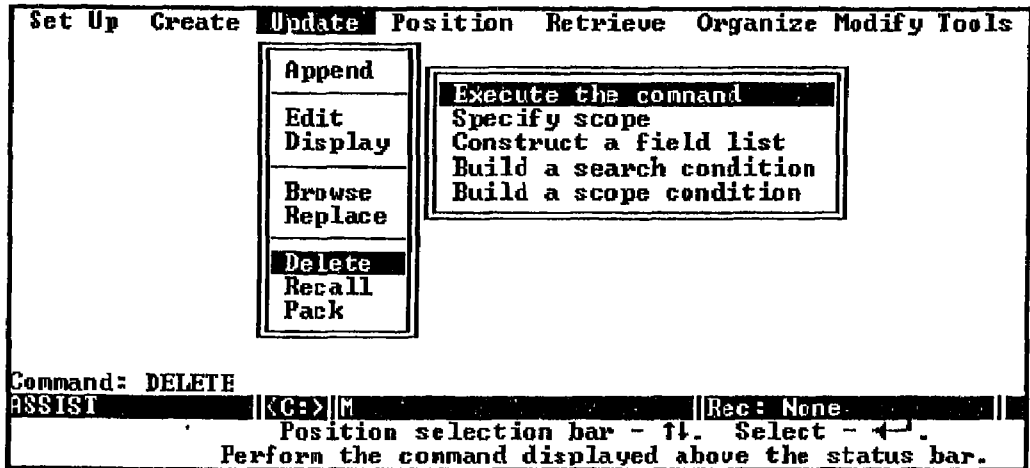 Set Up Create Update Position Retrieve Organize Modify Tools
Append
Edit
Display
Browse
Replace
Delete
Recall
Pack
Execute the command
Specify scope
Construct a field list
Build a search condition
Build a scope condition
Command: DELETE
ASSIST <C:> M Rec: None
Position selection bar - ↑↓. Select - ↵.
Perform the command displayed above the status bar.